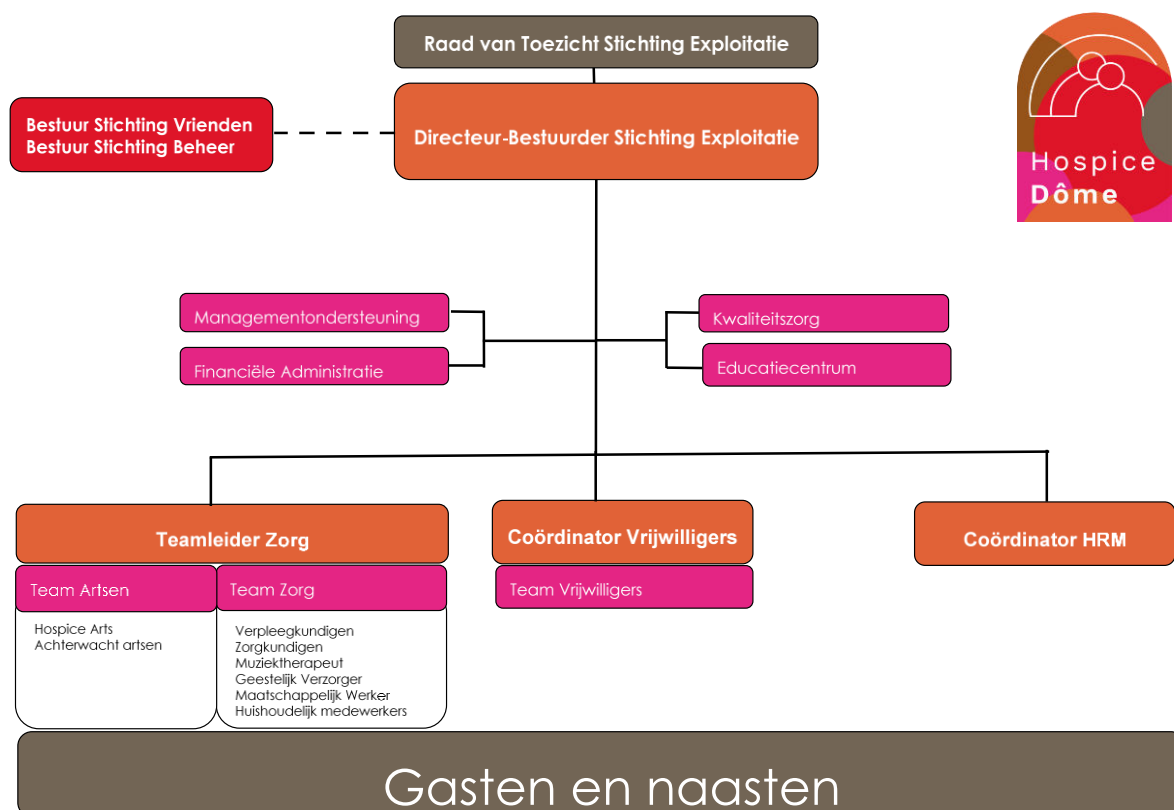 Raad van Toezicht Stichting Exploitatie
Bestuur Stichting Vrienden
Bestuur Stichting Beheer
Directeur-Bestuurder Stichting Exploitatie
Hospice
Dôme
Managementondersteuning
Financiële Administratie
Kwaliteitszorg
Educatiecentrum
Teamleider Zorg
Team Artsen
Hospice Arts
Achterwacht artsen
Team Zorg
Verpleegkundigen
Zorgkundigen
Muziektherapeut
Geestelijk Verzorger
Maatschappelijk Werker
Huishoudelijk medewerkers
Coördinator Vrijwilligers
Team Vrijwilligers
Coördinator HRM
Gasten en naasten